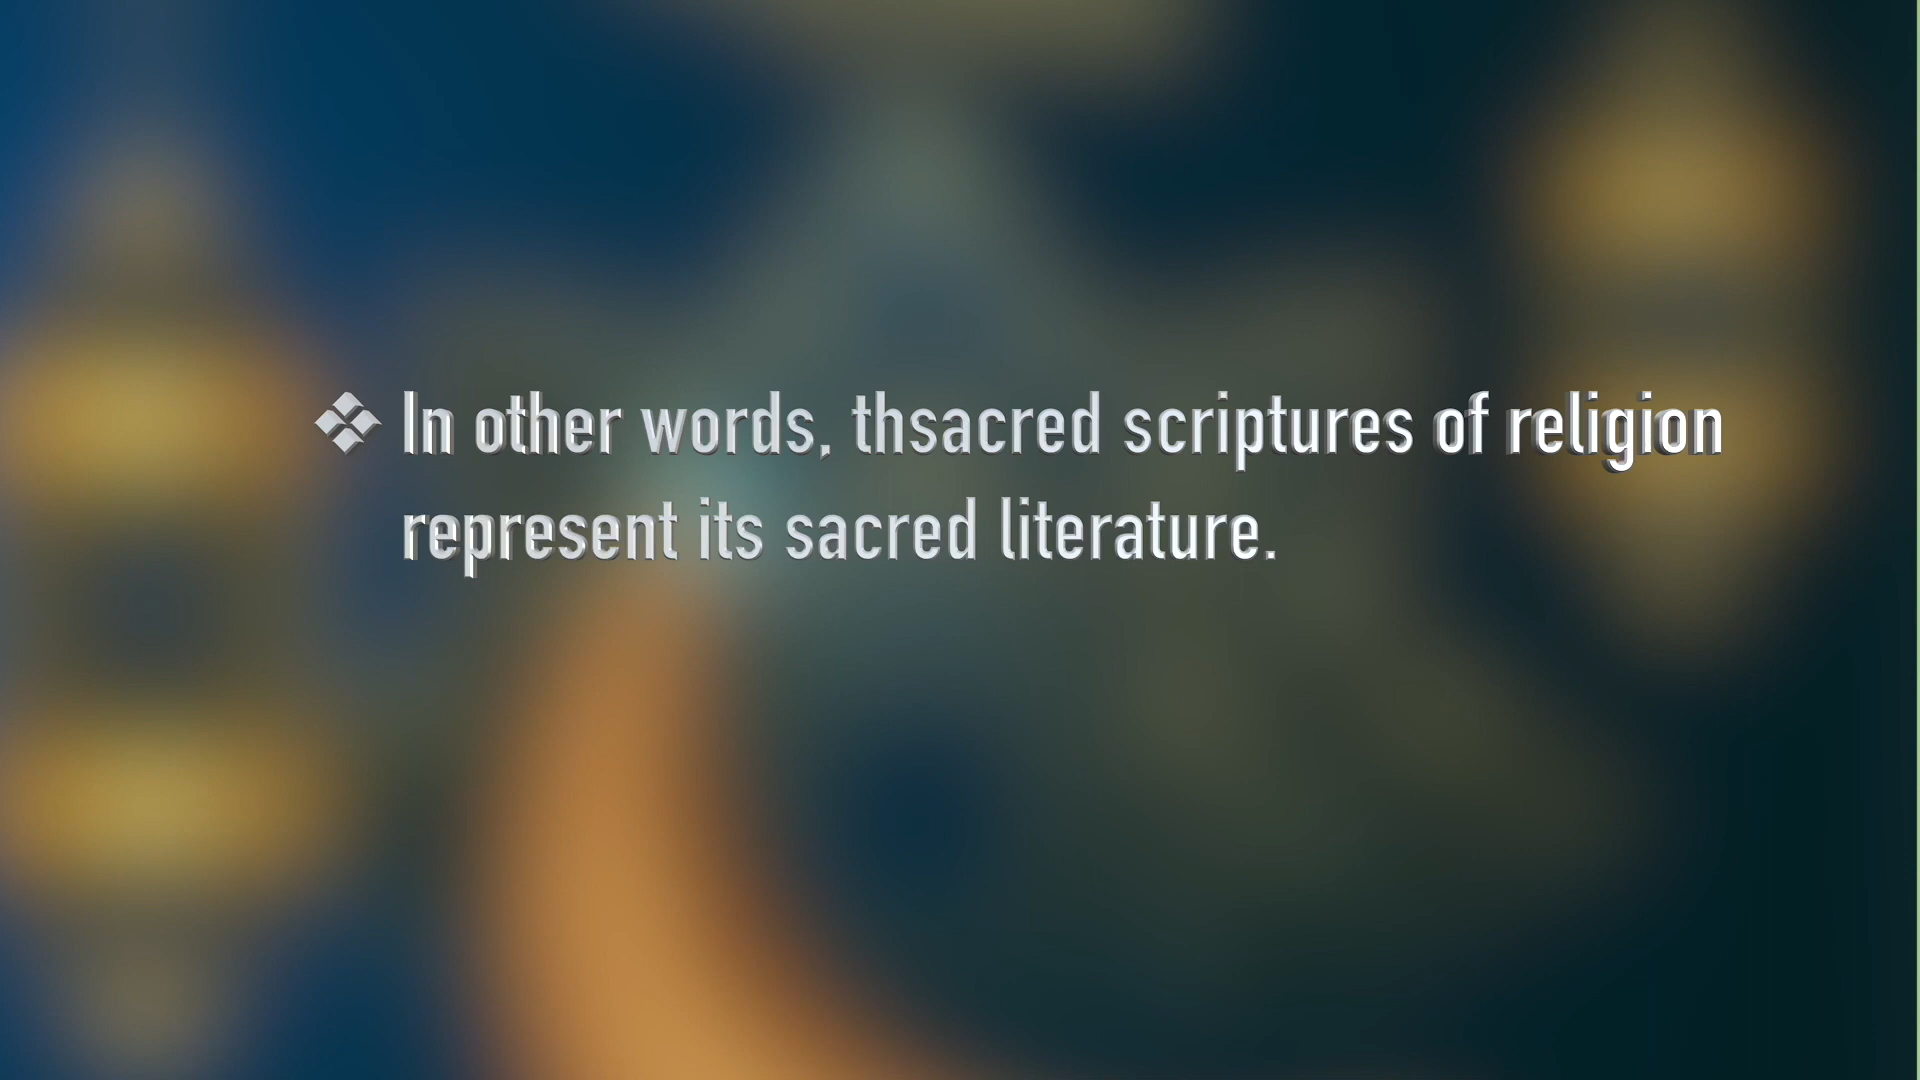 ❖ In other words, thsacred scriptures of religion
represent its sacred literature.